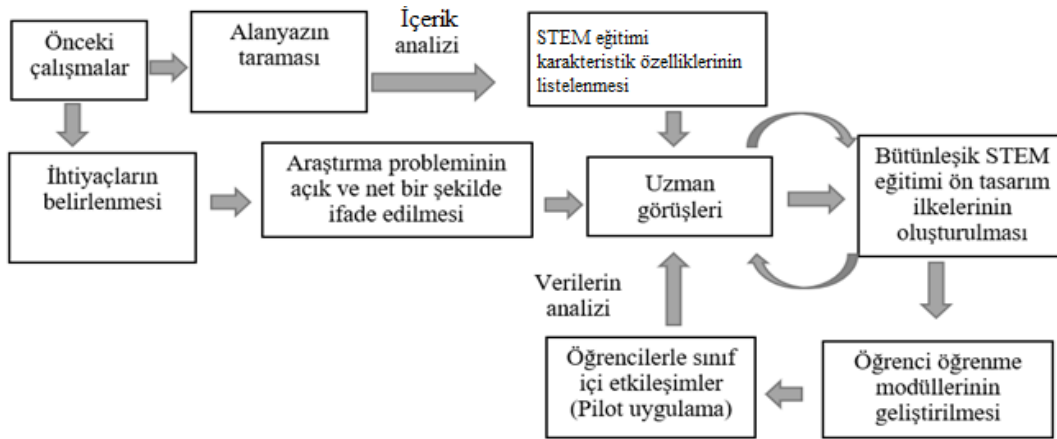 Önceki
çalışmalar
Alanyazın
taraması
İçerik
analizi
STEM eğitimi
karakteristik özelliklerinin
listelenmesi
İhtiyaçların
belirlenmesi
Araştırma probleminin
açık ve net bir şekilde
ifade edilmesi
Uzman
görüşleri
Bütünleşik STEM
eğitimi ön tasarım
ilkelerinin
oluşturulması
Verilerin
analizi
Öğrencilerle sınıf
içi etkileşimler
(Pilot uygulama)
Öğrenci öğrenme
modüllerinin
geliştirilmesi